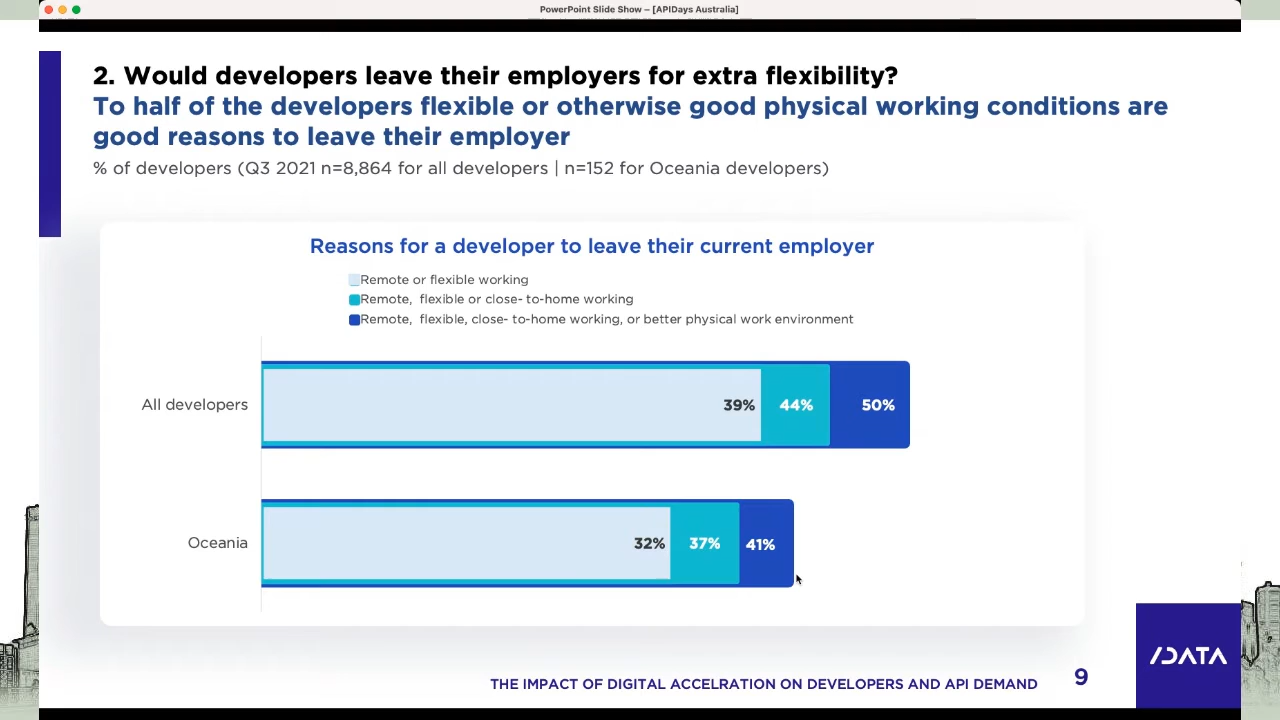 PowerPoint Slide Show – [APIDays Australia]
2. Would developers leave their employers for extra flexibility?
To half of the developers flexible or otherwise good physical working conditions are
good reasons to leave their employer
% of developers (Q3 2021 n=8,864 for all developers | n=152 for Oceania developers)
Reasons for a developer to leave their current employer
Remote or flexible working
Remote, flexible or close- to-home working
Remote, flexible, close- to-home working, or better physical work environment
All developers 39% 44% 50%
Oceania 32% 37% 41%
/DATA
THE IMPACT OF DIGITAL ACCELRATION ON DEVELOPERS AND API DEMAND 9